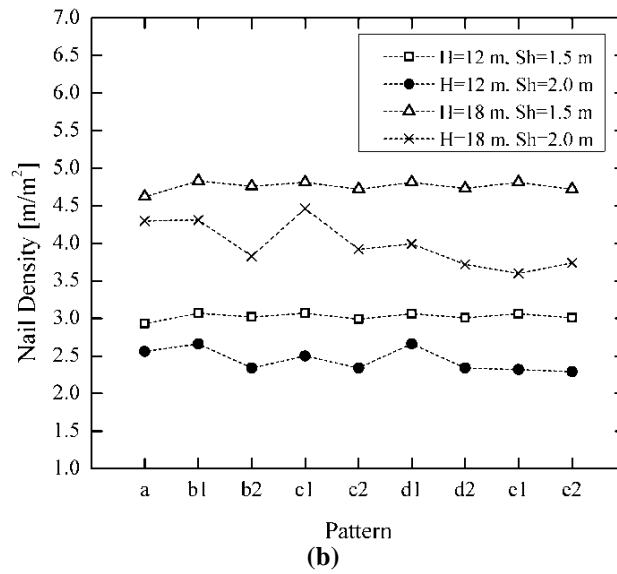 7.0
6.5
6.0
5.5
5.0
4.5
4.0
3.5
3.0
2.5
2.0
1.5
1.0
Nail Density [m/m²]
H=12 m, Sh=1.5 m
H=12 m, Sh=2.0 m
H=18 m, Sh=1.5 m
H=18 m, Sh=2.0 m
a b1 b2 c1 c2 d1 d2 e1 e2
Pattern
(b)